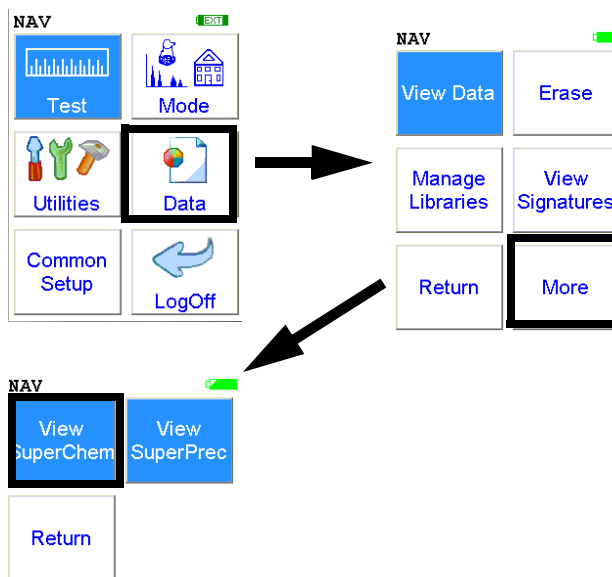 NAV
EXT
Test
Mode
Utilities
Data
Common
Setup
LogOff
NAV
View Data
Erase
Manage
Libraries
View
Signatures
Return
More
NAV
View
SuperChem
View
SuperPrec
Return